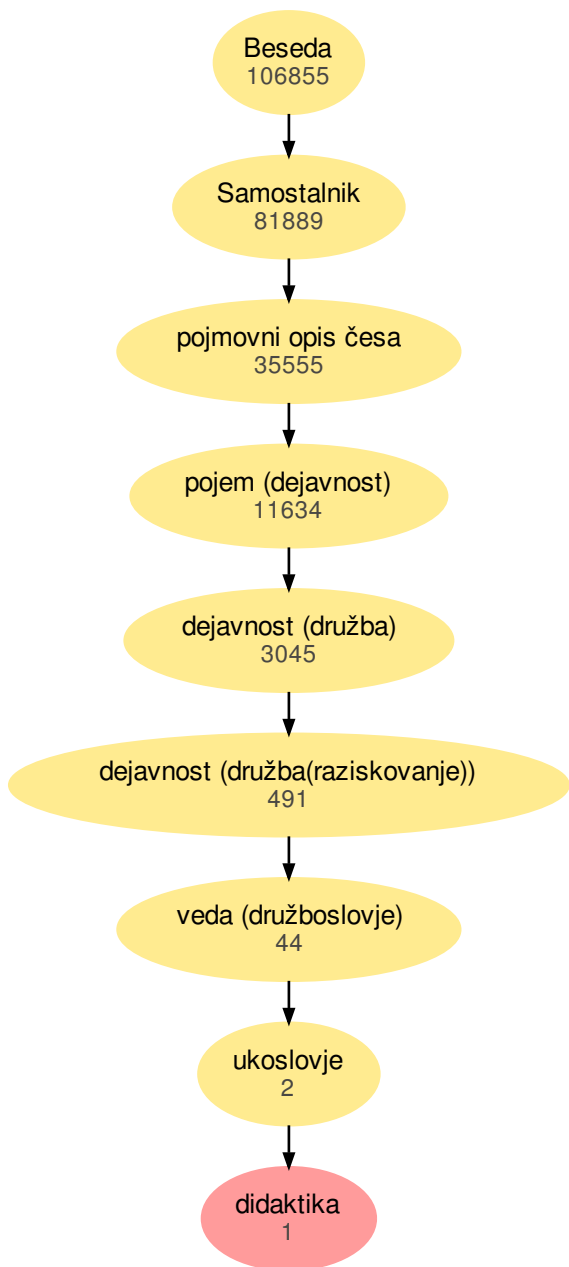 Beseda
106855
Samostalnik
81889
pojmovni opis česa
35555
pojem (dejavnost)
11634
dejavnost (družba)
3045
dejavnost (družba(raziskovanje))
491
veda (družboslovje)
44
ukoslovje
2
didaktika
1